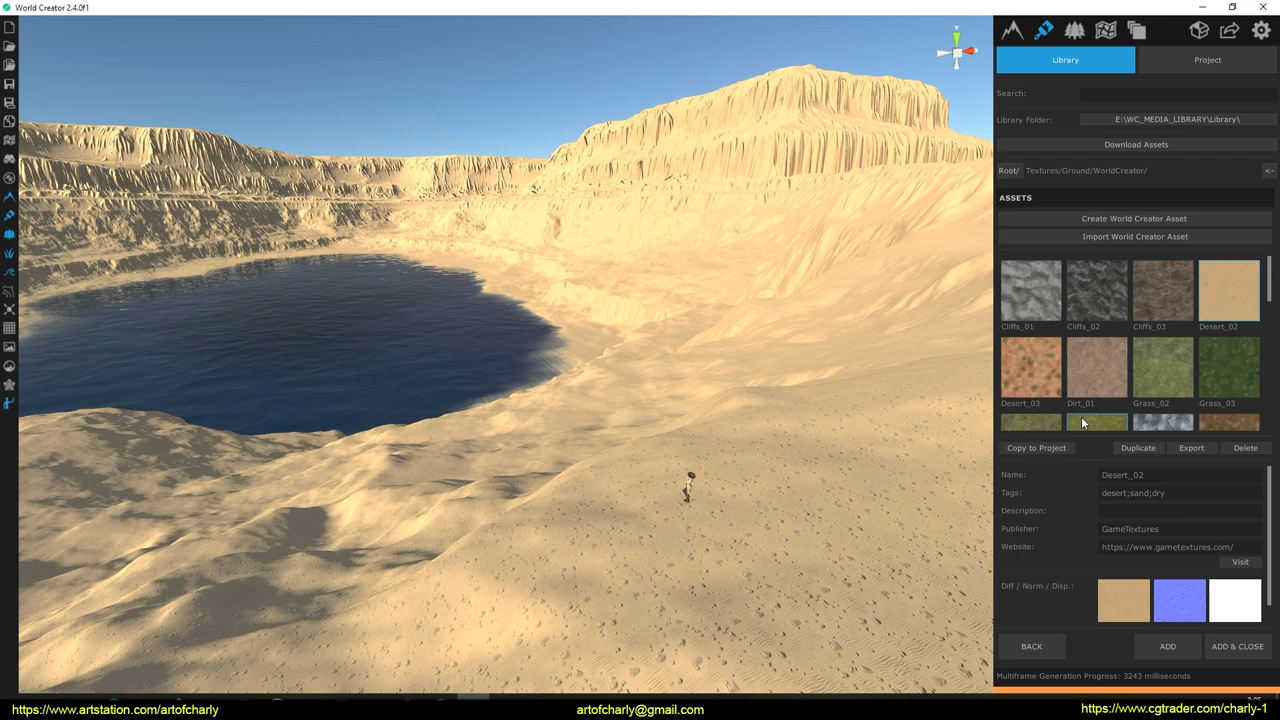 World Creator 2.4.0f1
Y
Library
Project
Search:
Library Folder:
E:\WC_MEDIA_LIBRARY\Library\
Download Assets
Root/ Textures/Ground/WorldCreator/
<-
ASSETS
Create World Creator Asset
Import World Creator Asset
Cliffs_01
Cliffs_02
Cliffs_03
Desert_02
Desert_03
Dirt_01
Grass_02
Grass_03
Copy to Project
Duplicate
Export
Delete
Name: Desert_02
Tags: desert;sand;dry
Description:
Publisher: GameTextures
Website: https://www.gametextures.com/
Visit
Diff / Norm / Disp.:
BACK
ADD
ADD & CLOSE
Multiframe Generation Progress: 3243 milliseconds
https://www.artstation.com/artofcharly
artofcharly@gmail.com
https://www.cgtrader.com/charly-1